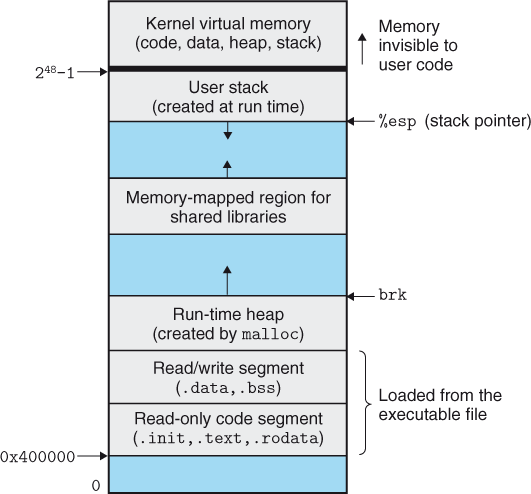 Kernel virtual memory
(code, data, heap, stack)
Memory
invisible to
user code
2⁴⁸−1
User stack
(created at run time)
%esp (stack pointer)
Memory-mapped region for
shared libraries
brk
Run-time heap
(created by malloc)
Read/write segment
(.data,.bss)
Loaded from the
executable file
Read-only code segment
(.init,.text,.rodata)
0x400000
0